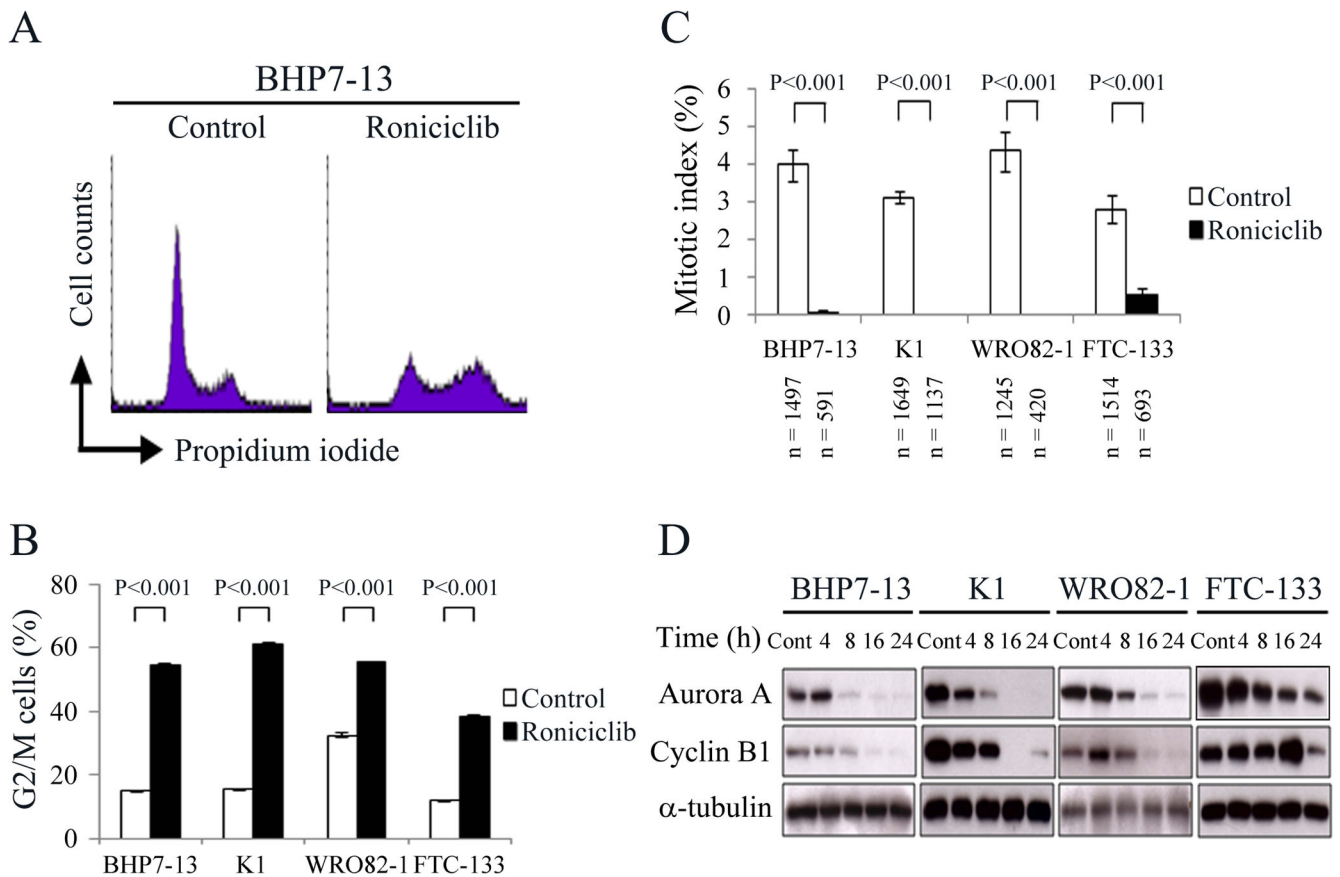 A
BHP7-13
Control
Roniciclib
Cell counts
Propidium iodide
B
G2/M cells (%)
80
60
40
20
0
P<0.001
P<0.001
P<0.001
P<0.001
Control
Roniciclib
BHP7-13
K1
WRO82-1
FTC-133
C
Mitotic index (%)
6
5
4
3
2
1
0
P<0.001
P<0.001
P<0.001
P<0.001
Control
Roniciclib
BHP7-13
K1
WRO82-1
FTC-133
n = 1497
n = 591
n = 1649
n = 1137
n = 1245
n = 420
n = 1514
n = 693
D
BHP7-13
K1
WRO82-1
FTC-133
Time (h) Cont 4 8 16 24 Cont 4 8 16 24 Cont 4 8 16 24 Cont 4 8 16 24
Aurora A
Cyclin B1
α-tubulin